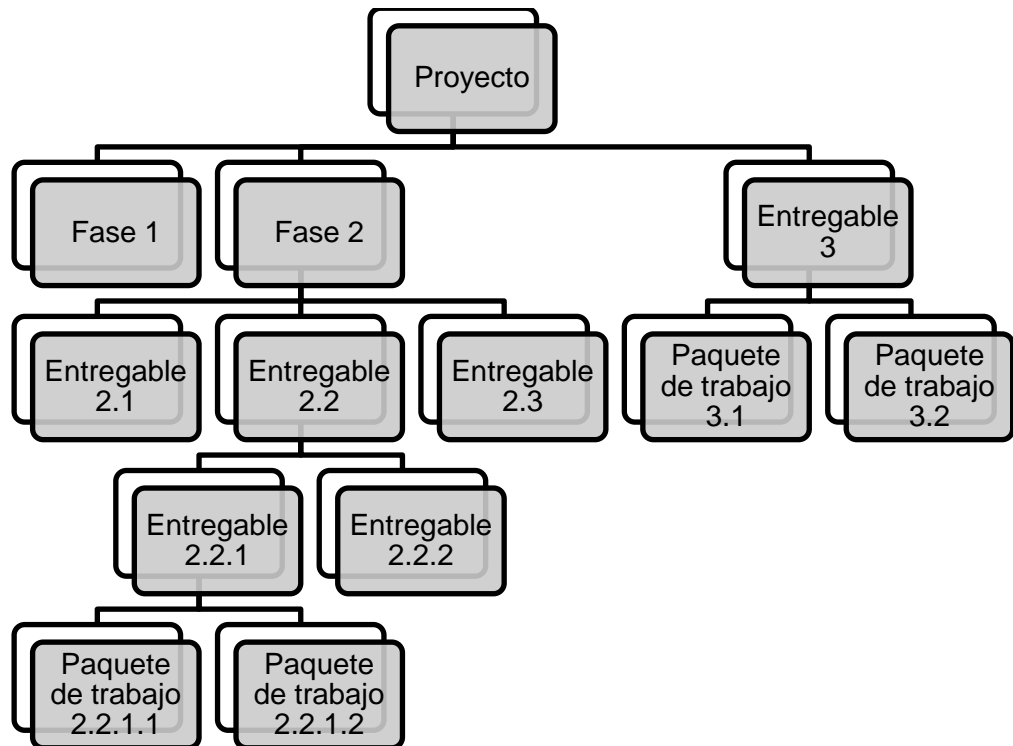 Proyecto
Fase 1
Fase 2
Entregable
3
Entregable
2.1
Entregable
2.2
Entregable
2.3
Paquete
de trabajo
3.1
Paquete
de trabajo
3.2
Entregable
2.2.1
Entregable
2.2.2
Paquete
de trabajo
2.2.1.1
Paquete
de trabajo
2.2.1.2